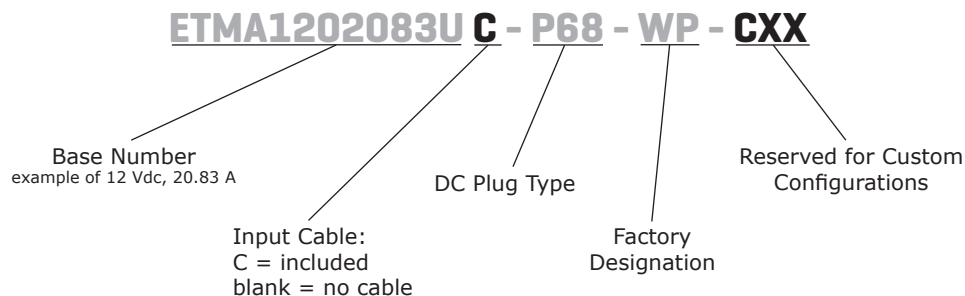 ETMA1202083U C - P68 - WP - CXX
Base Number
example of 12 Vdc, 20.83 A
Input Cable:
C = included
blank = no cable
DC Plug Type
Factory
Designation
Reserved for Custom
Configurations